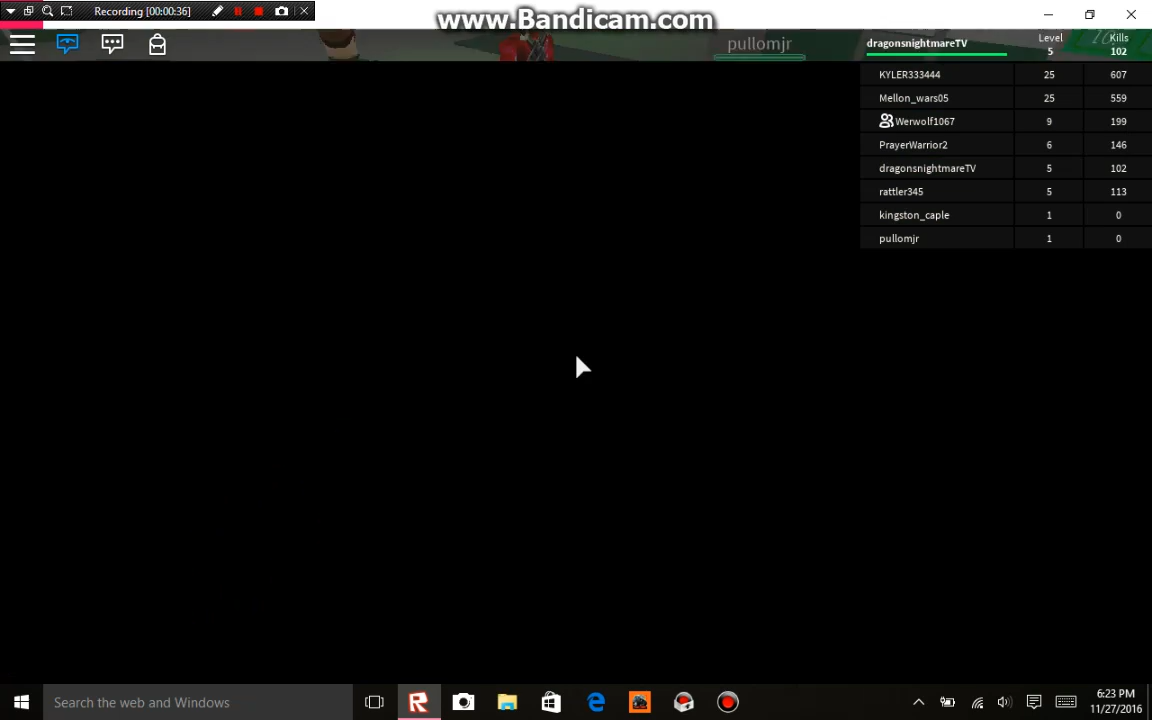 Recording [00:00:36]
www.Bandicam.com
pullomjr
dragonsnightmareTV
Level
5
Kills
102
KYLER333444 25 607
Mellon_wars05 25 559
Werwolf1067 9 199
PrayerWarrior2 6 146
dragonsnightmareTV 5 102
rattler345 5 113
kingston_caple 1 0
pullomjr 1 0
Search the web and Windows
6:23 PM
11/27/2016